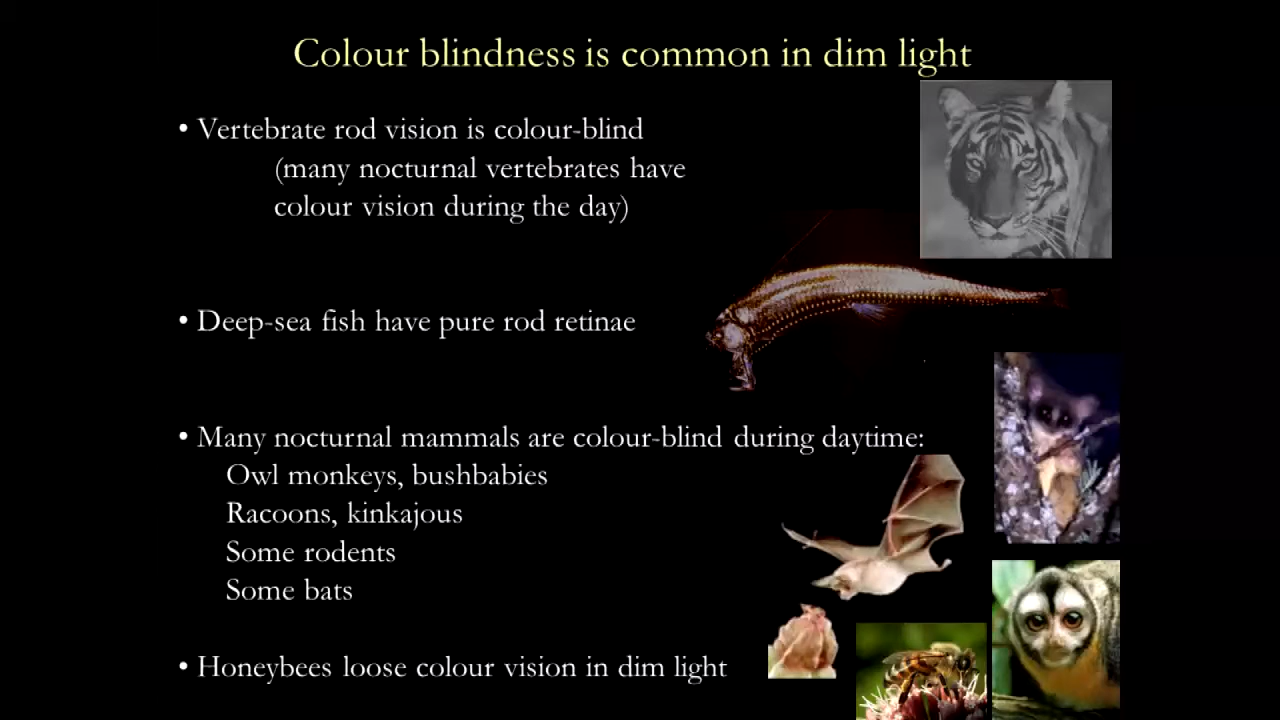 Colour blindness is common in dim light
• Vertebrate rod vision is colour-blind
(many nocturnal vertebrates have
colour vision during the day)
• Deep-sea fish have pure rod retinae
• Many nocturnal mammals are colour-blind during daytime:
Owl monkeys, bushbabies
Racoons, kinkajous
Some rodents
Some bats
• Honeybees loose colour vision in dim light